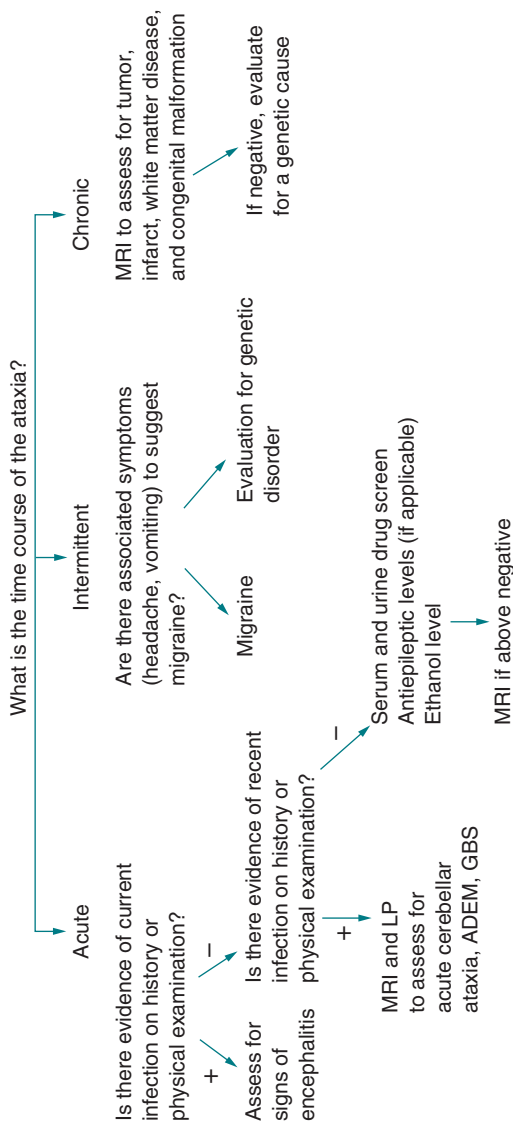 What is the time course of the ataxia?
Acute
Is there evidence of current
infection on history or
physical examination?
+
–
Assess for
signs of
encephalitis
Is there evidence of recent
infection on history or
physical examination?
+
–
MRI and LP
to assess for
acute cerebellar
ataxia, ADEM, GBS
Serum and urine drug screen
Antiepileptic levels (if applicable)
Ethanol level
MRI if above negative
Intermittent
Are there associated symptoms
(headache, vomiting) to suggest
migraine?
Migraine
Evaluation for genetic
disorder
Chronic
MRI to assess for tumor,
infarct, white matter disease,
and congenital malformation
If negative, evaluate
for a genetic cause